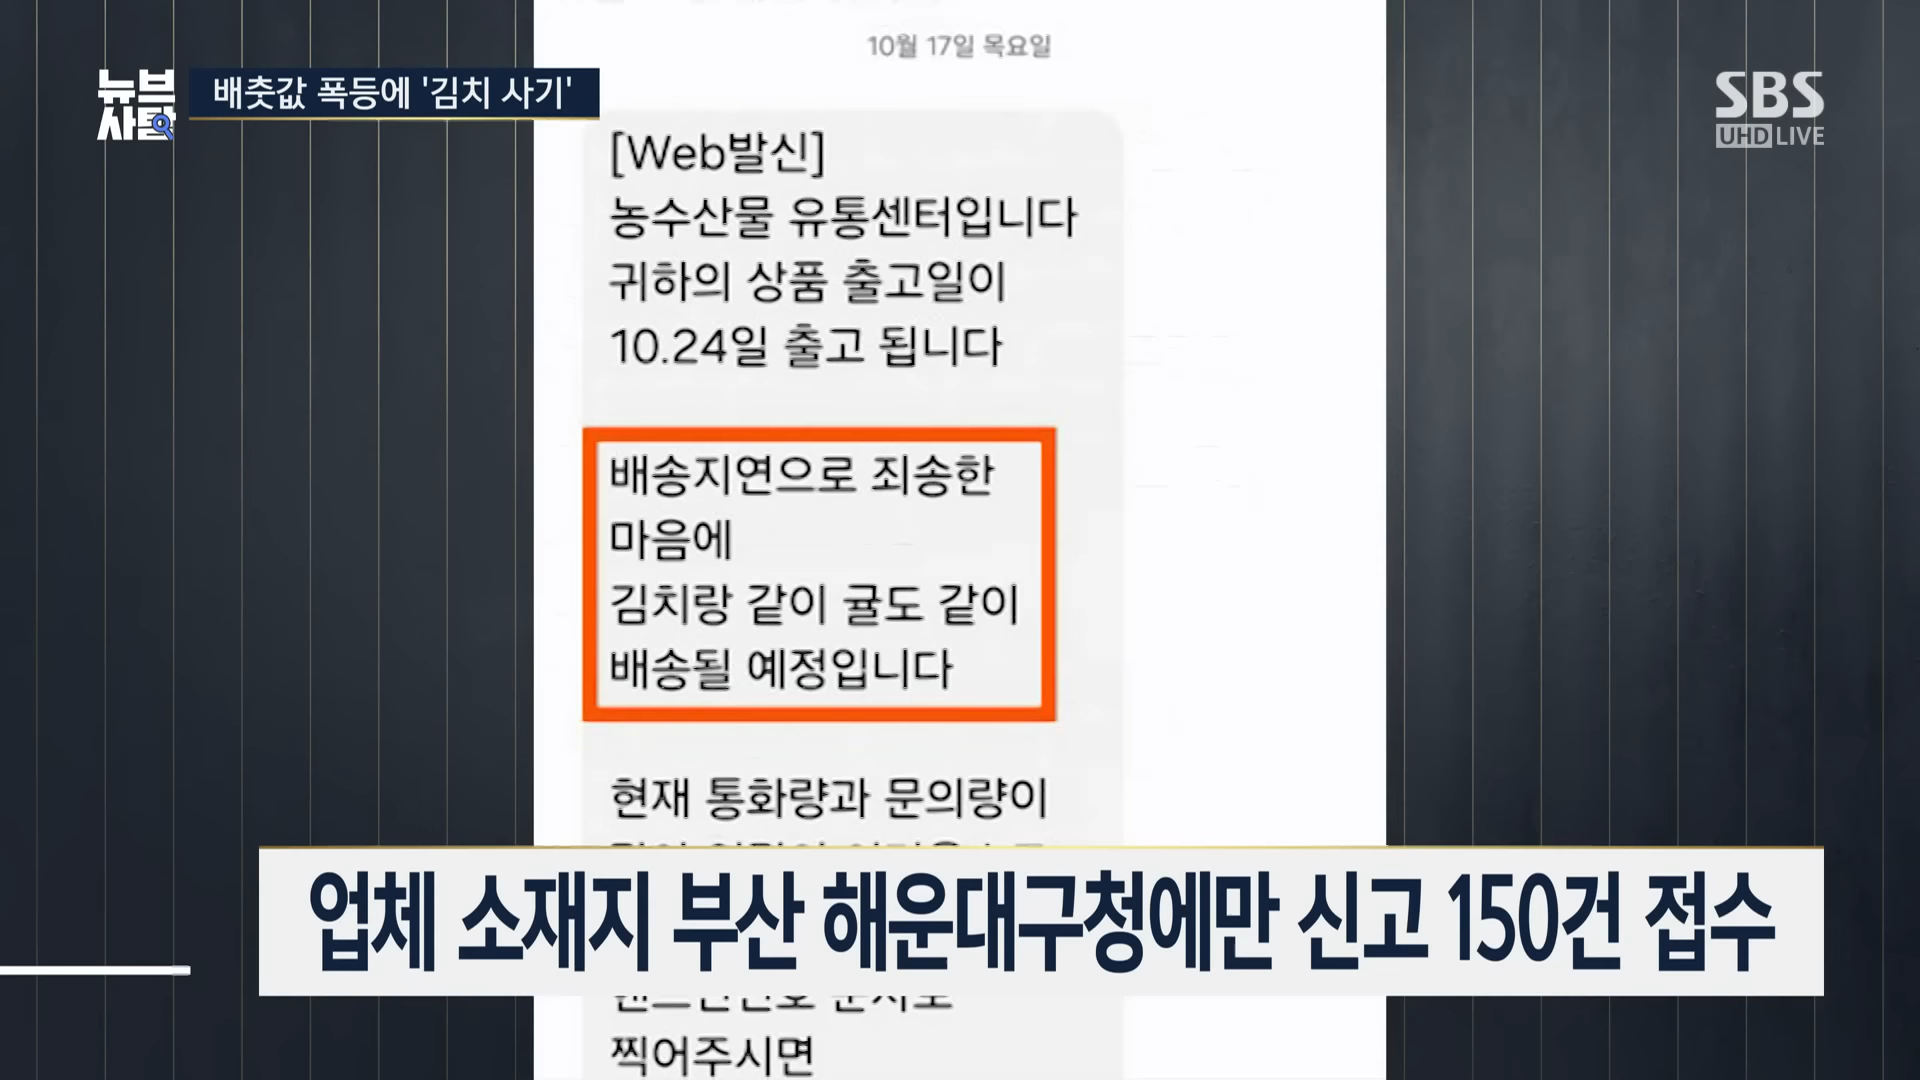 10월 17일 목요일
뉴브
사탐
배춧값 폭등에 '김치 사기'
SBS
UHD LIVE
[Web발신]
농수산물 유통센터입니다
귀하의 상품 출고일이
10.24일 출고 됩니다
배송지연으로 죄송한
마음에
김치랑 같이 귤도 같이
배송될 예정입니다
현재 통화량과 문의량이
업체 소재지 부산 해운대구청에만 신고 150건 접수
찍어주시면